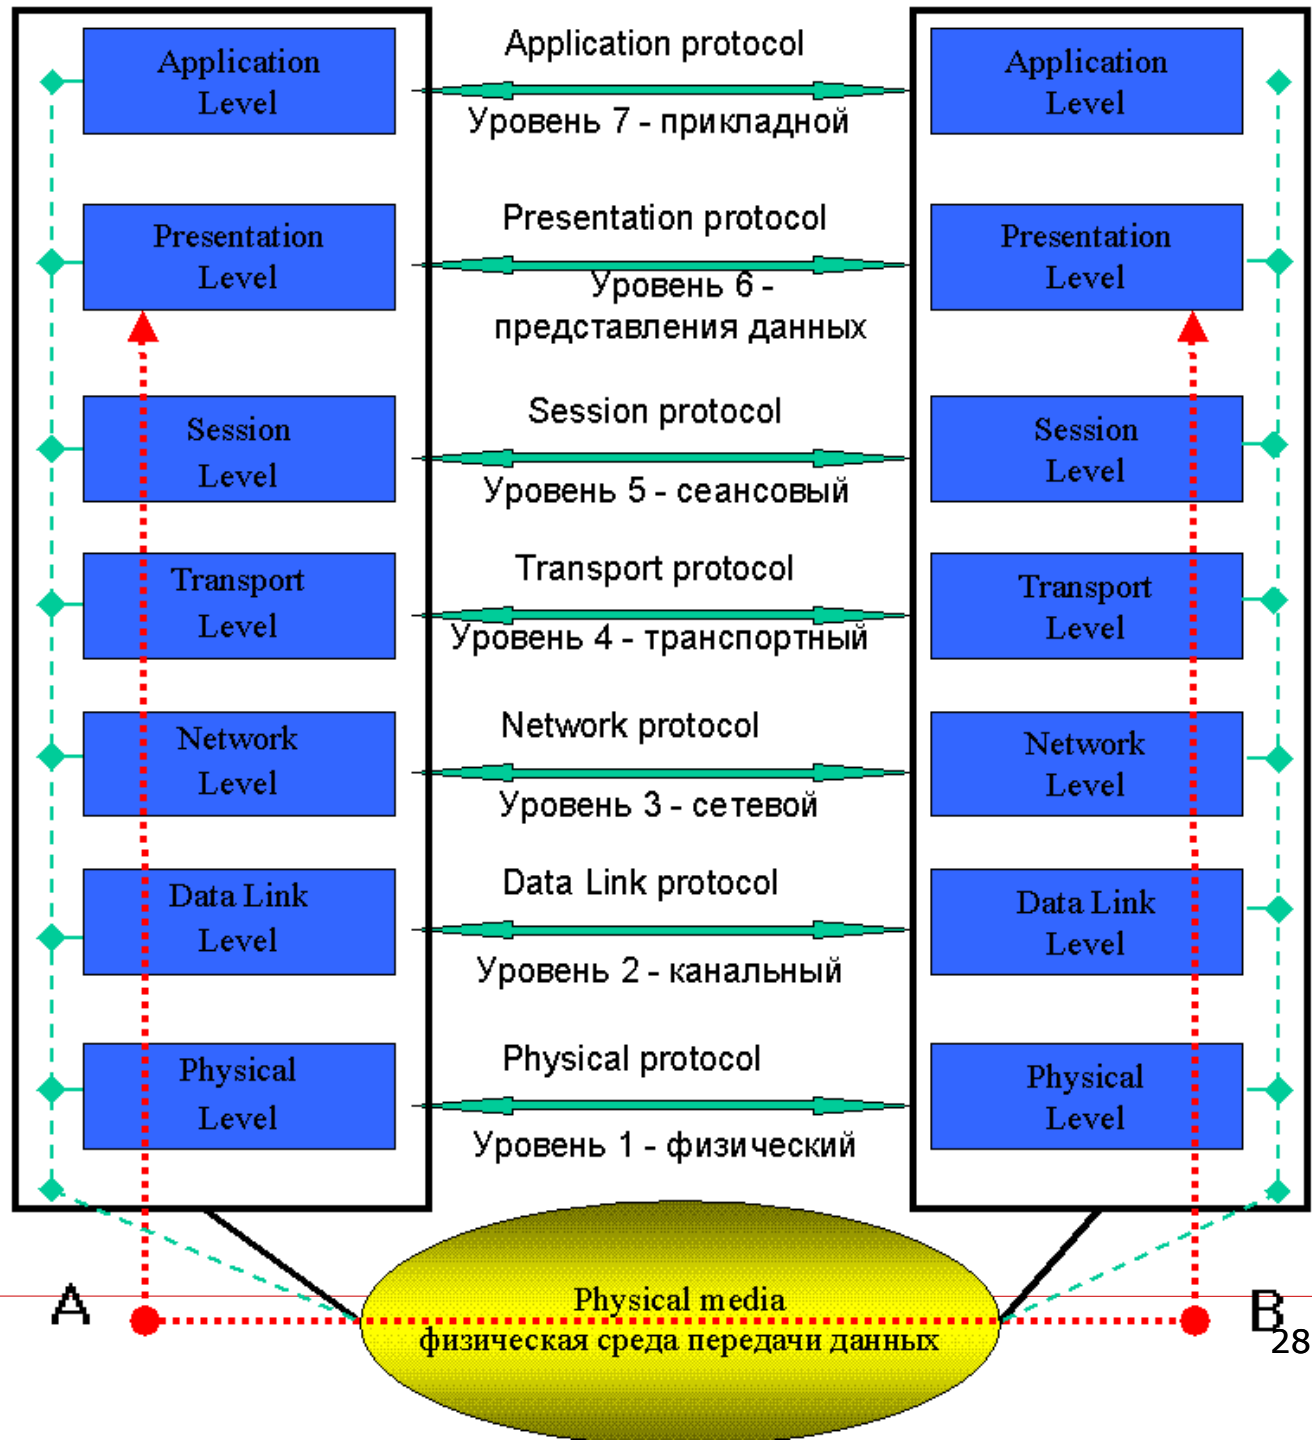 Application
Level
Application protocol
Уровень 7 - прикладной
Application
Level
Presentation
Level
Presentation protocol
Уровень 6 -
представления данных
Presentation
Level
Session
Level
Session protocol
Уровень 5 - сеансовый
Session
Level
Transport
Level
Transport protocol
Уровень 4 - транспортный
Transport
Level
Network
Level
Network protocol
Уровень 3 - сетевой
Network
Level
Data Link
Level
Data Link protocol
Уровень 2 - канальный
Data Link
Level
Physical
Level
Physical protocol
Уровень 1 - физический
Physical
Level
A
Physical media
физическая среда передачи данных
B
28